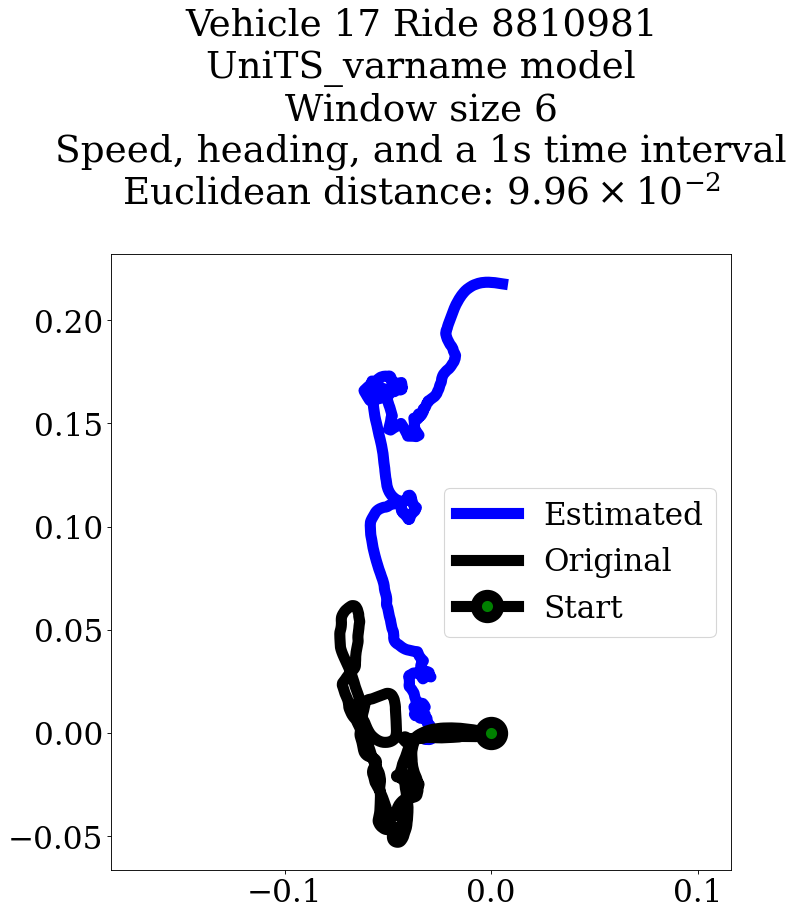 Vehicle 17 Ride 8810981
UniTS_varname model
Window size 6
Speed, heading, and a 1s time interval
Euclidean distance: 9.96 × 10⁻²
0.20
0.15
0.10
0.05
0.00
−0.05
Estimated
Original
Start
−0.1
0.0
0.1